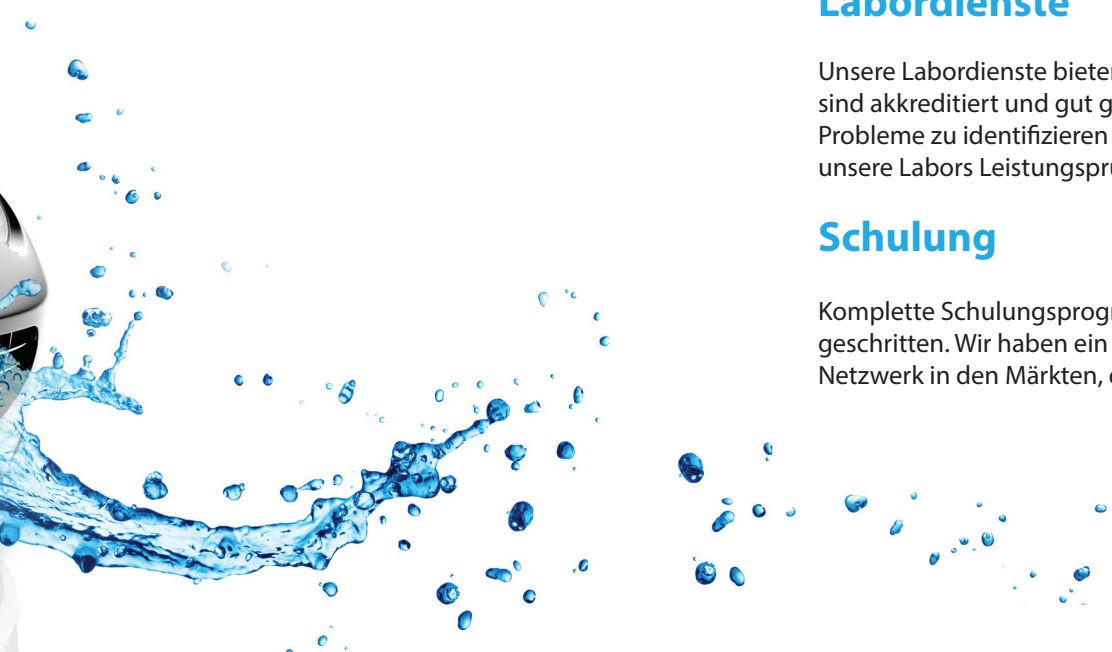 Labordienste
Unsere Labordienste bieten
sind akkreditiert und gut g
Probleme zu identifizieren
unsere Labors Leistungsprü
Schulung
Komplette Schulungsprogr
geschritten. Wir haben ein
Netzwerk in den Märkten,